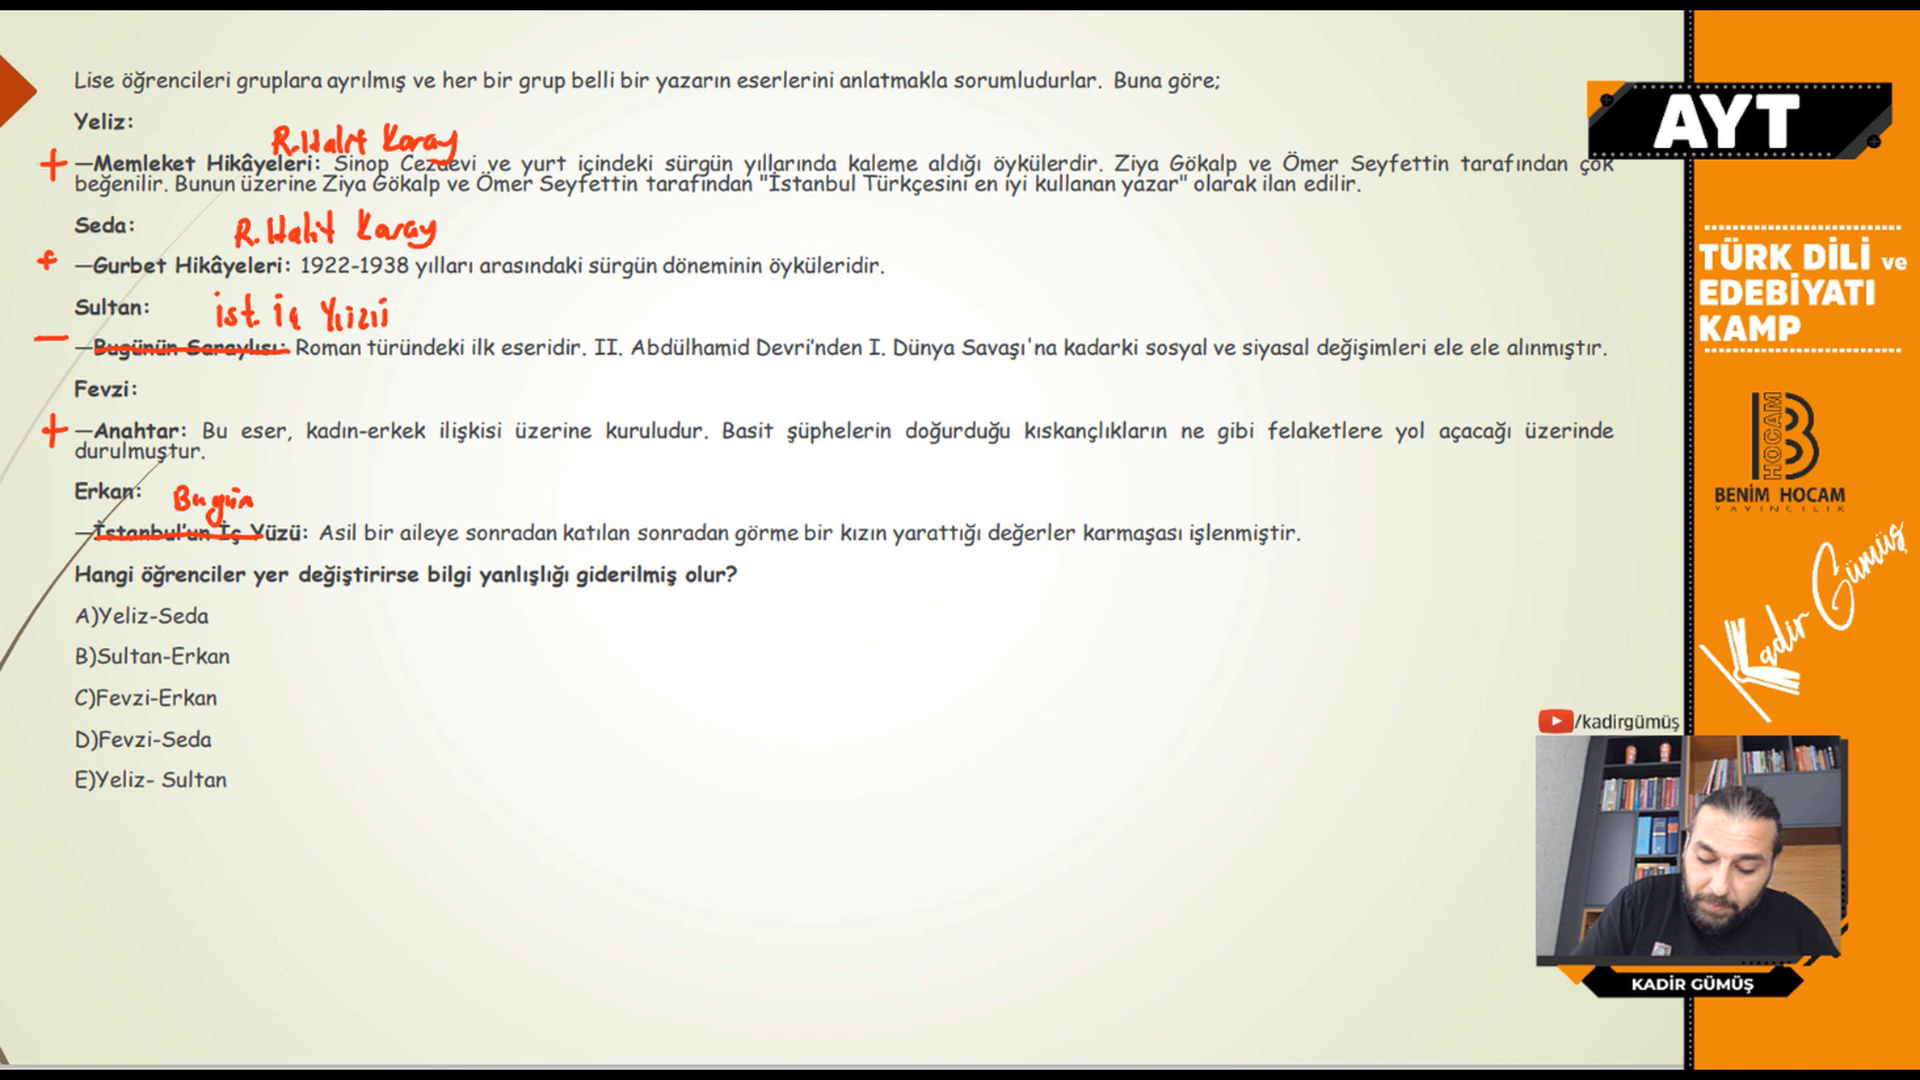 Lise öğrencileri gruplara ayrılmış ve her bir grup belli bir yazarın eserlerini anlatmakla sorumludurlar. Buna göre;
Yeliz:
R.Halit Karay
+ —Memleket Hikâyeleri: Sinop Cezaevi ve yurt içindeki sürgün yıllarında kaleme aldığı öykülerdir. Ziya Gökalp ve Ömer Seyfettin tarafından çok
beğenilir. Bunun üzerine Ziya Gökalp ve Ömer Seyfettin tarafından "İstanbul Türkçesini en iyi kullanan yazar" olarak ilan edilir.
Seda:
R. Halit Karay
+ —Gurbet Hikâyeleri: 1922-1938 yılları arasındaki sürgün döneminin öyküleridir.
Sultan:
ist. iç Yüzü
— —Bugünün Saraylısı: Roman türündeki ilk eseridir. II. Abdülhamid Devri'nden I. Dünya Savaşı'na kadarki sosyal ve siyasal değişimleri ele ele alınmıştır.
Fevzi:
+ —Anahtar: Bu eser, kadın-erkek ilişkisi üzerine kuruludur. Basit şüphelerin doğurduğu kıskançlıkların ne gibi felaketlere yol açacağı üzerinde
durulmuştur.
Erkan:
Bugün
—İstanbul'un İç Yüzü: Asil bir aileye sonradan katılan sonradan görme bir kızın yarattığı değerler karmaşası işlenmiştir.
Hangi öğrenciler yer değiştirirse bilgi yanlışlığı giderilmiş olur?
A)Yeliz-Seda
B)Sultan-Erkan
C)Fevzi-Erkan
D)Fevzi-Seda
E)Yeliz- Sultan
AYT
TÜRK DİLİ ve
EDEBİYATI
KAMP
HOCAM
BENİM HOCAM
YAYINCILIK
Kadir Gümüş
/kadirgümüş
KADİR GÜMÜŞ